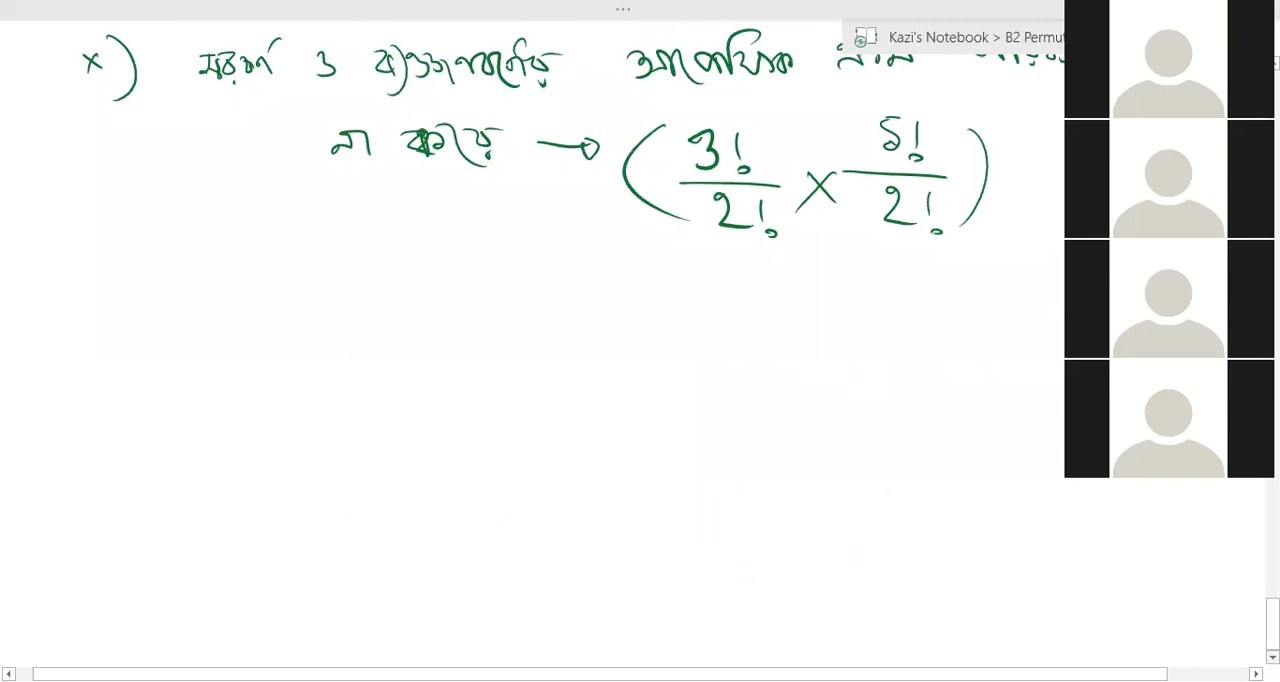 Kazi's Notebook > B2 Permut
x) স্বরবর্ণ ও ব্যঞ্জনবর্ণের আপেক্ষিক স্থান
না করে → (3!/2! × 5!/2!)